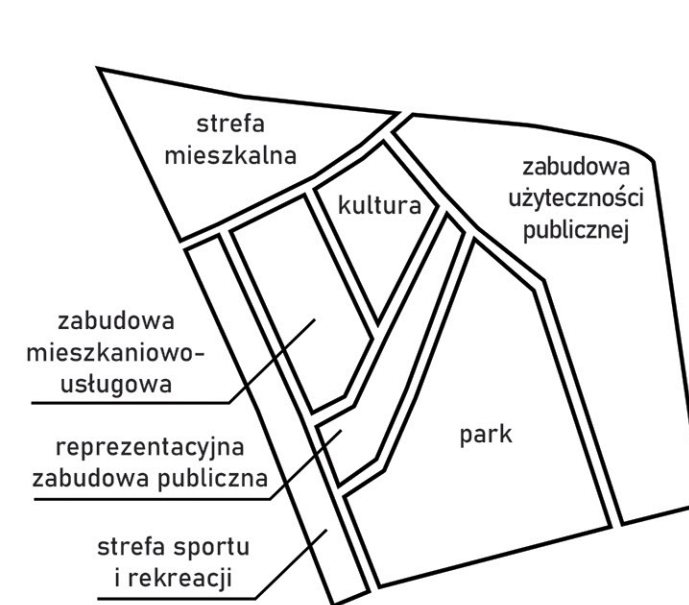 strefa
mieszkalna
zabudowa
użyteczności
publicznej
kultura
zabudowa
mieszkaniowo-
usługowa
reprezentacyjna
zabudowa publiczna
park
strefa sportu
i rekreacji